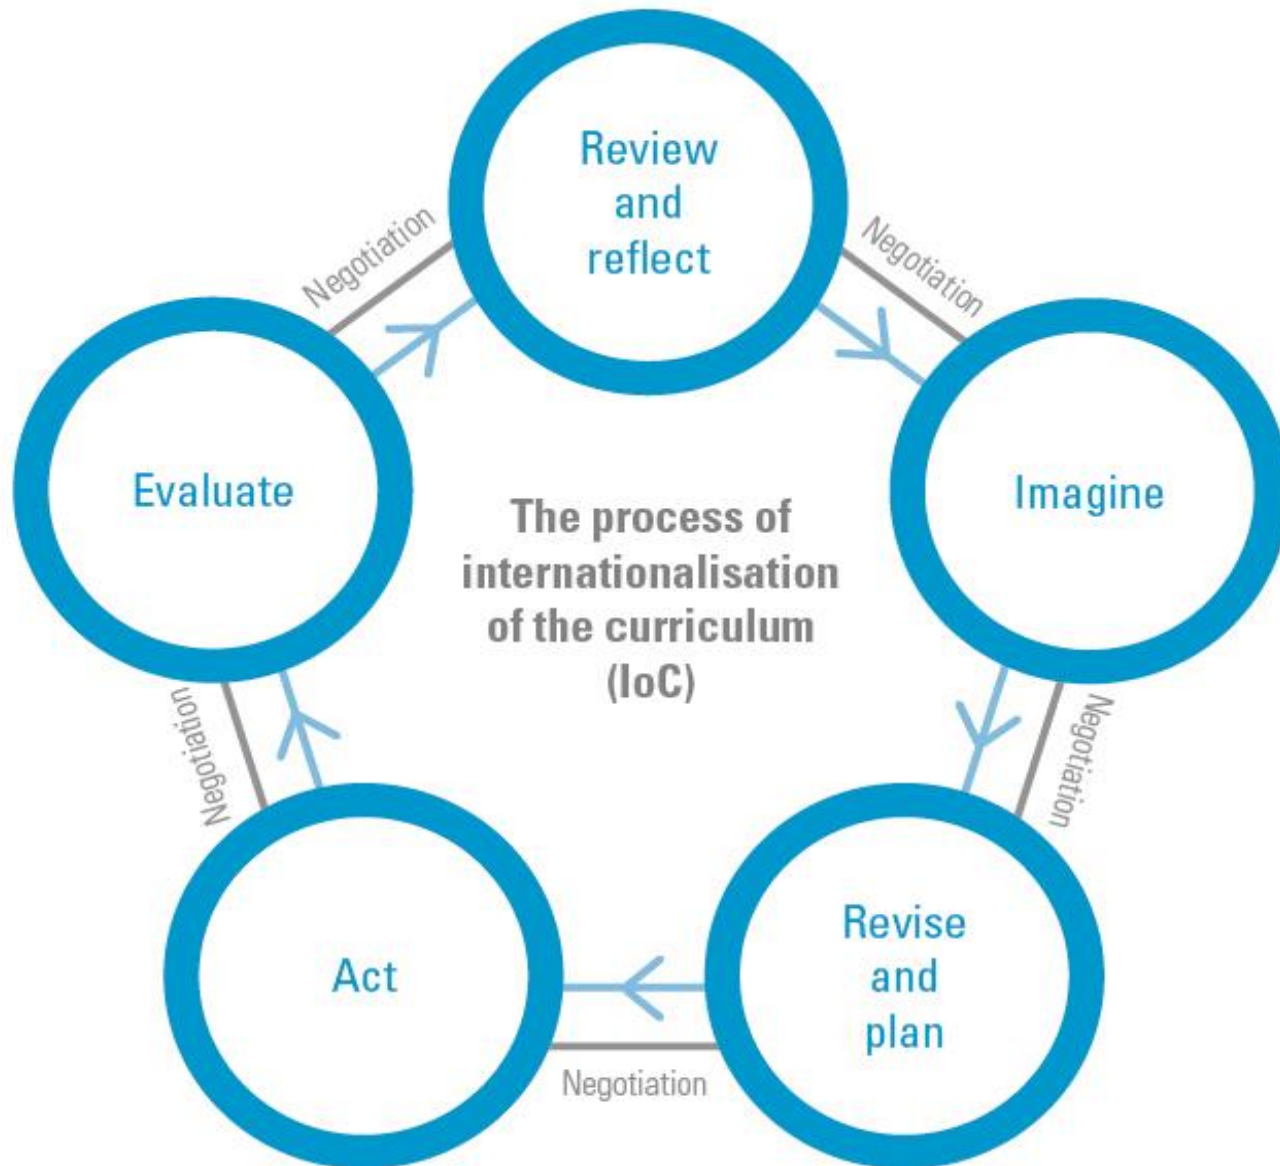 Review
and
reflect
Negotiation
Negotiation
Evaluate
Imagine
The process of
internationalisation
of the curriculum
(IoC)
Negotiation
Negotiation
Act
Revise
and
plan
Negotiation